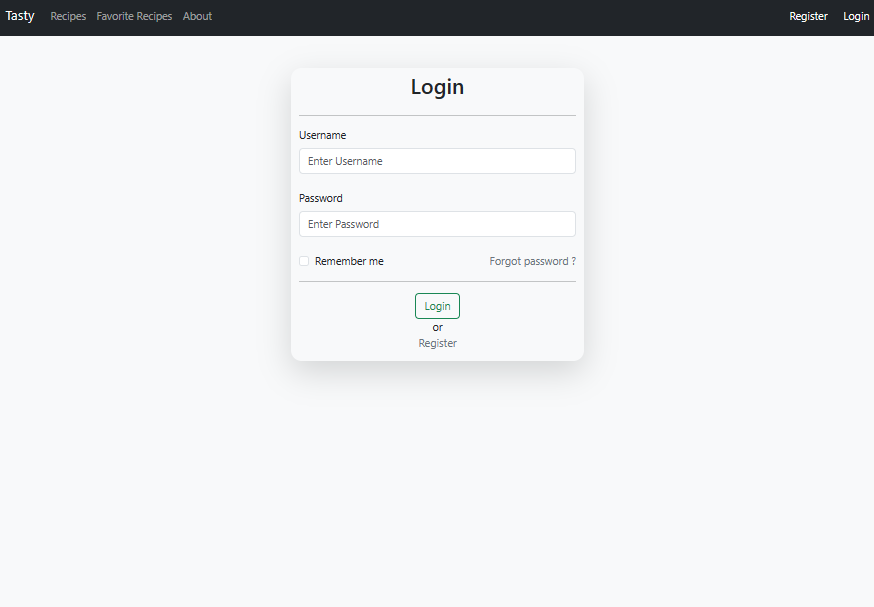 Tasty Recipes Favorite Recipes About Register Login
Login
Username
Enter Username
Password
Enter Password
Remember me Forgot password ?
Login
or
Register